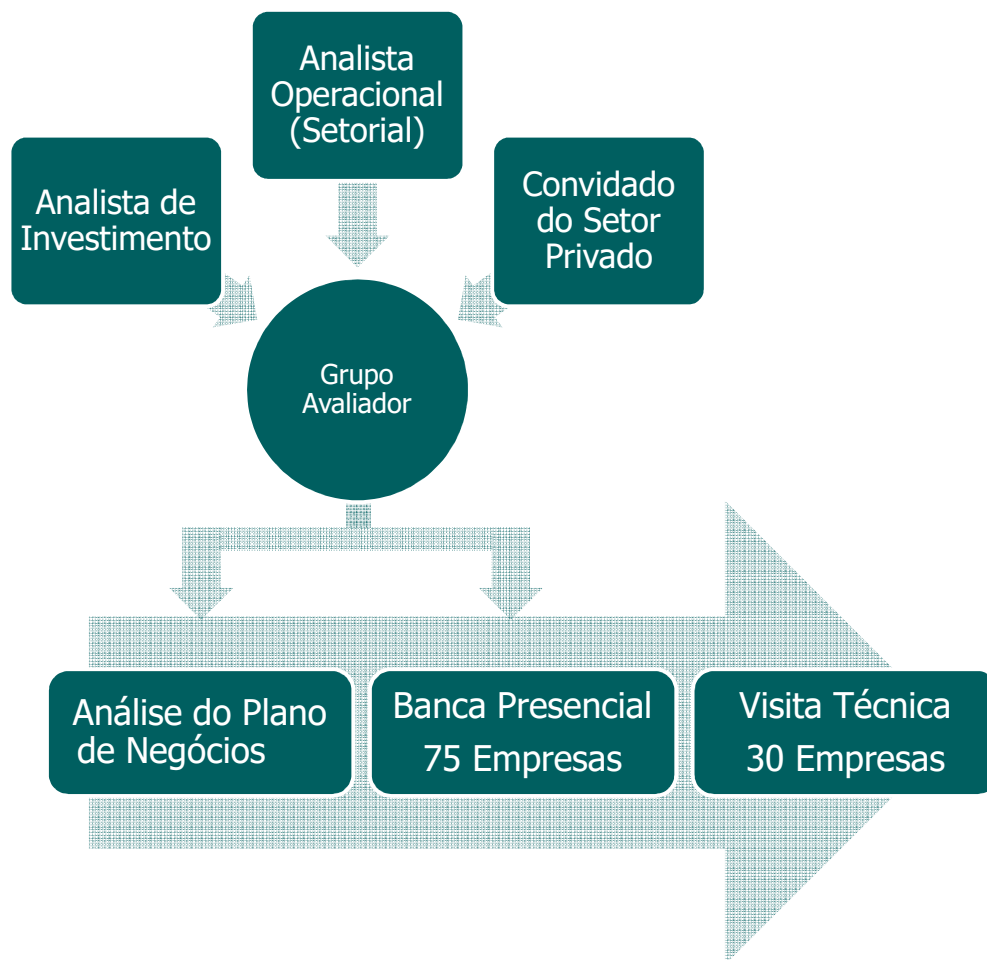 Analista
Operacional
(Setorial)
Analista de
Investimento
Convidado
do Setor
Privado
Grupo
Avaliador
Análise do Plano
de Negócios
Banca Presencial
75 Empresas
Visita Técnica
30 Empresas